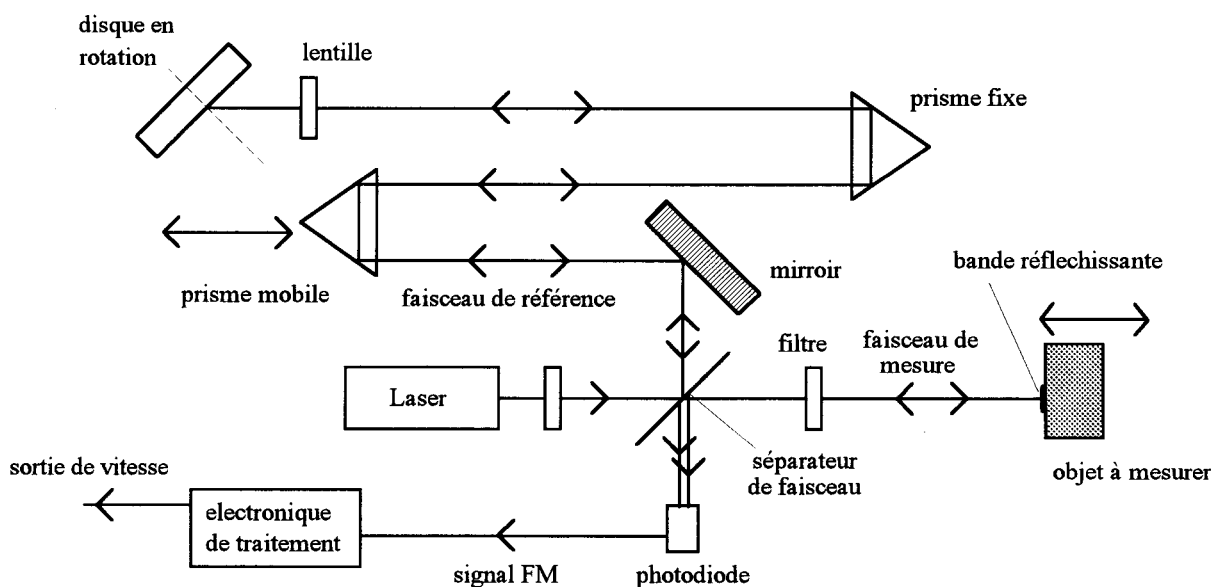 disque en
rotation
lentille
prisme fixe
prisme mobile
faisceau de référence
mirroir
bande réflechissante
filtre
faisceau de
mesure
Laser
séparateur
de faisceau
objet à mesurer
sortie de vitesse
electronique
de traitement
signal FM
photodiode